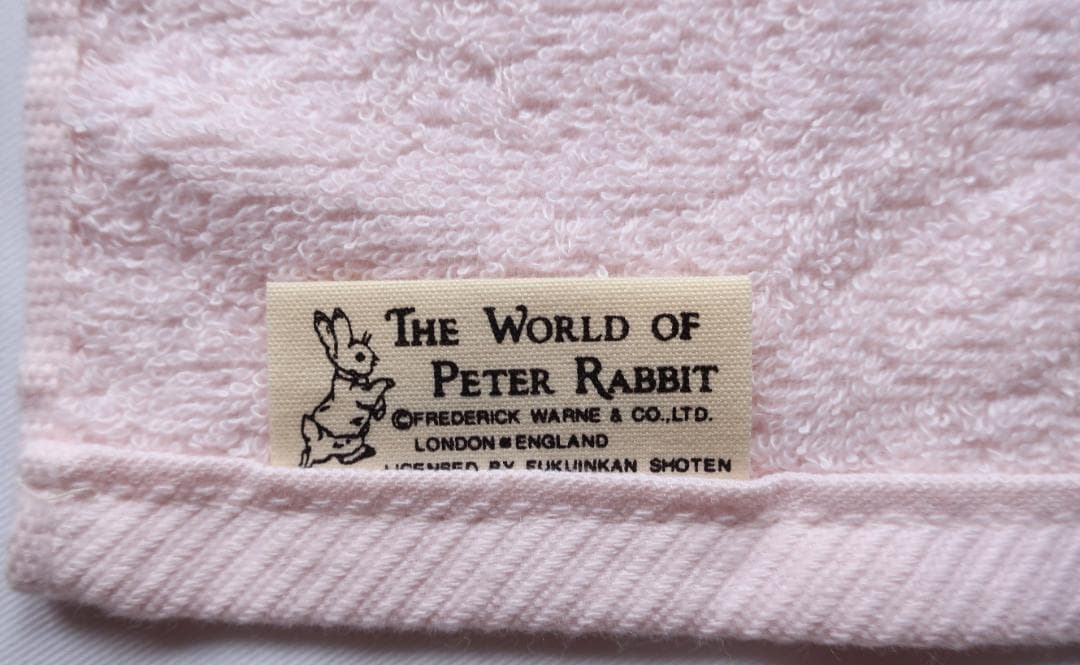 THE WORLD OF
PETER RABBIT
©FREDERICK WARNE & CO.,LTD.
LONDON■ENGLAND
LICENSED BY FUKUINKAN SHOTEN